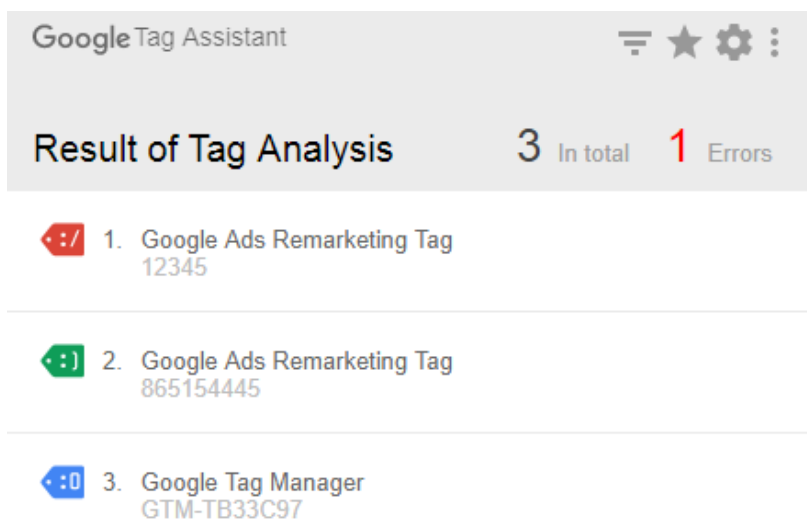 Google Tag Assistant
Result of Tag Analysis 3 In total 1 Errors
:/ 1. Google Ads Remarketing Tag
12345
:) 2. Google Ads Remarketing Tag
865154445
:O 3. Google Tag Manager
GTM-TB33C97